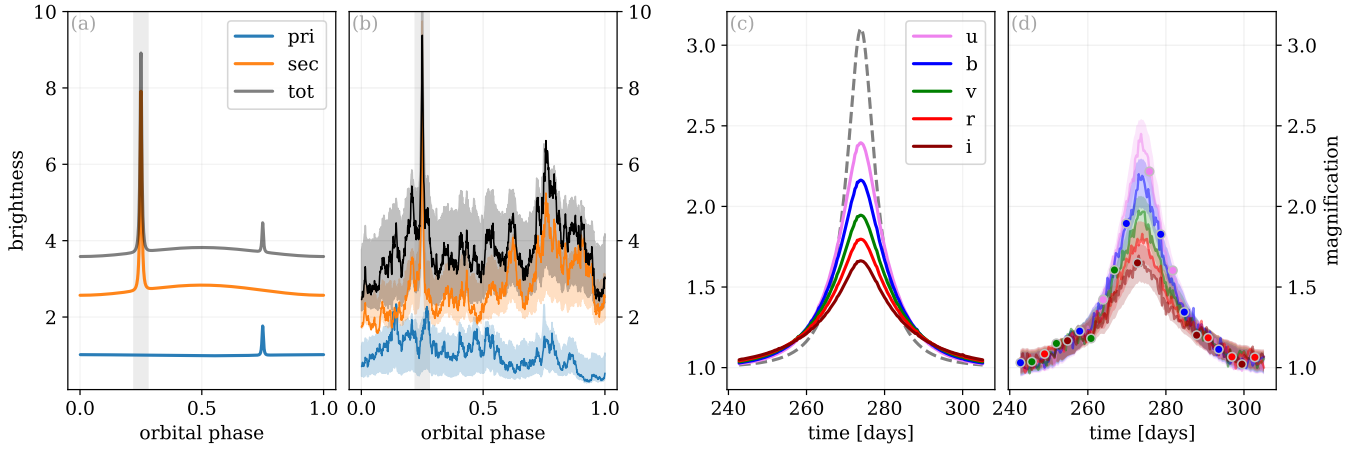 (a)
pri
sec
tot
10
8
6
4
2
brightness
0.0
0.5
1.0
orbital phase
(b)
10
8
6
4
2
0.0
0.5
1.0
orbital phase
(c)
u
b
v
r
i
3.0
2.5
2.0
1.5
1.0
240
260
280
300
time [days]
(d)
3.0
2.5
2.0
1.5
1.0
magnification
240
260
280
300
time [days]